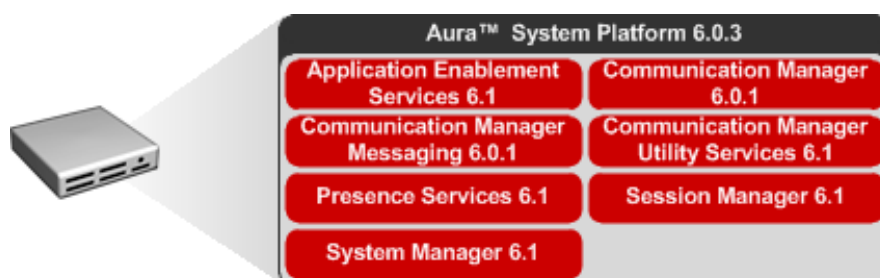 Aura™ System Platform 6.0.3
Application Enablement
Services 6.1
Communication Manager
6.0.1
Communication Manager
Messaging 6.0.1
Communication Manager
Utility Services 6.1
Presence Services 6.1
Session Manager 6.1
System Manager 6.1